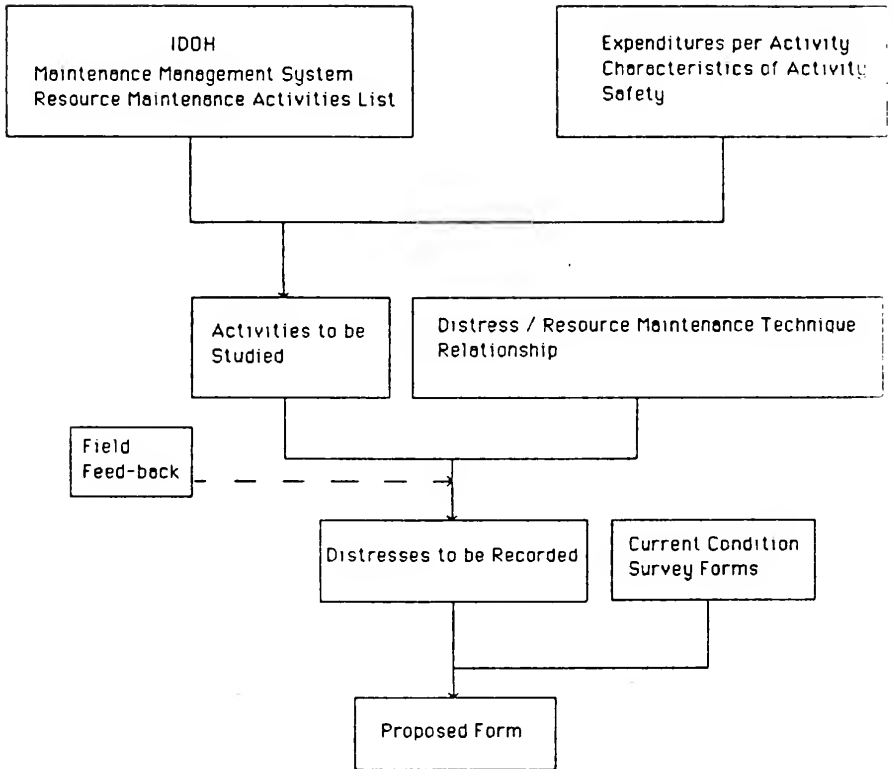 IDOH
Maintenance Management System
Resource Maintenance Activities List
Expenditures per Activity
Characteristics of Activity
Safety
Activities to be
Studied
Distress / Resource Maintenance Technique
Relationship
Field
Feed-back
Distresses to be Recorded
Current Condition
Survey Forms
Proposed Form